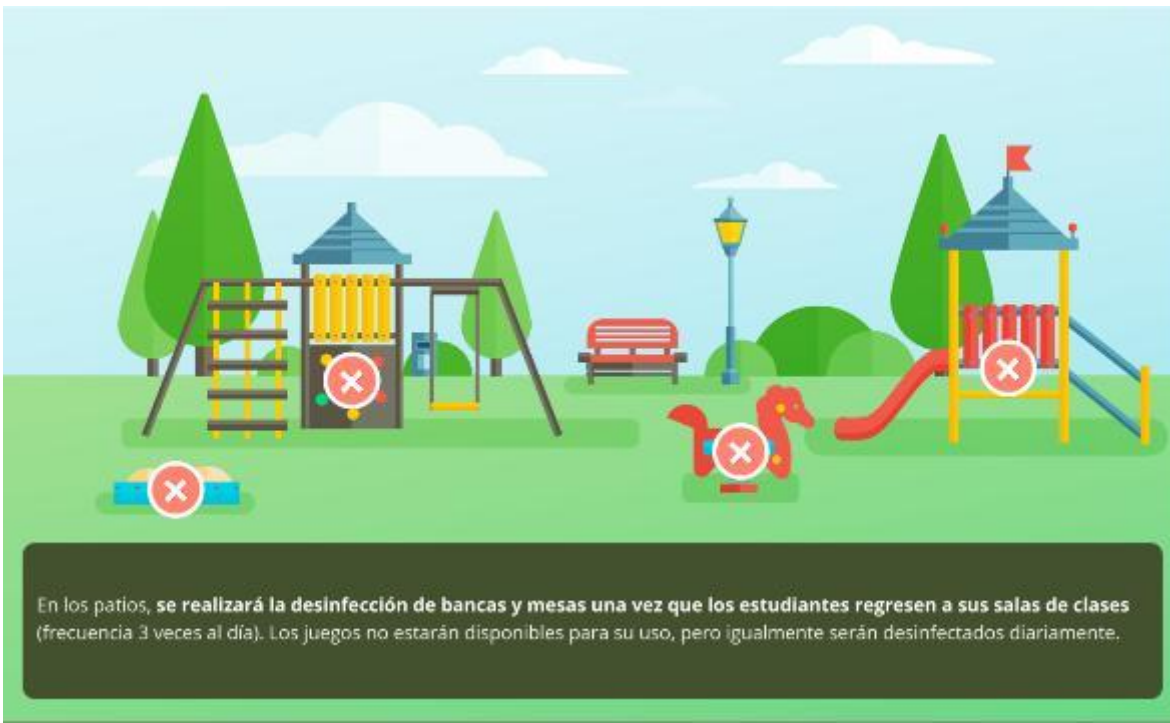 En los patios, se realizará la desinfección de bancas y mesas una vez que los estudiantes regresen a sus salas de clases
(frecuencia 3 veces al día). Los juegos no estarán disponibles para su uso, pero igualmente serán desinfectados diariamente.